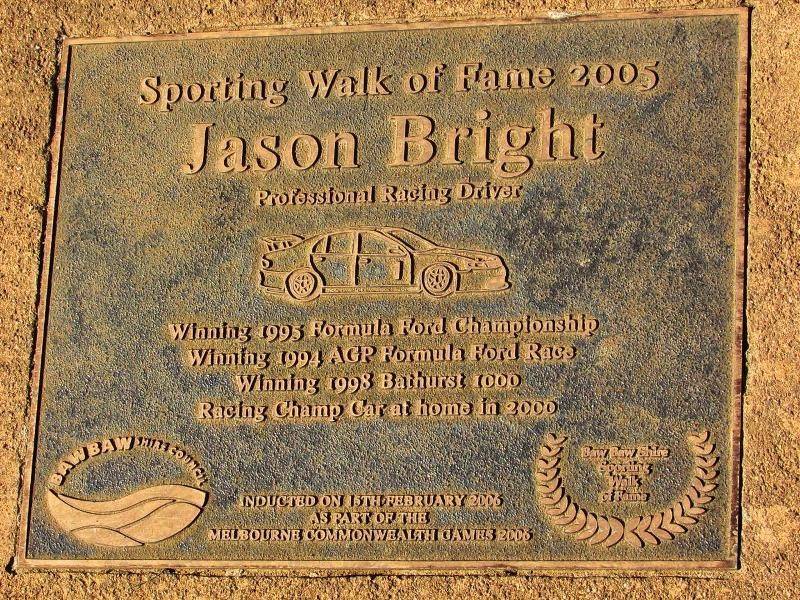 Sporting Walk of Fame 2005
Jason Bright
Professional Racing Driver
Winning 1995 Formula Ford Championship
Winning 1994 AGP Formula Ford Race
Winning 1998 Bathurst 1000
Racing Champ Car at home in 2000
BAW BAW SHIRE COUNCIL
INDUCTED ON 15TH FEBRUARY 2006
AS PART OF THE
MELBOURNE COMMONWEALTH GAMES 2006
Baw Baw Shire
Sporting
Walk
of Fame